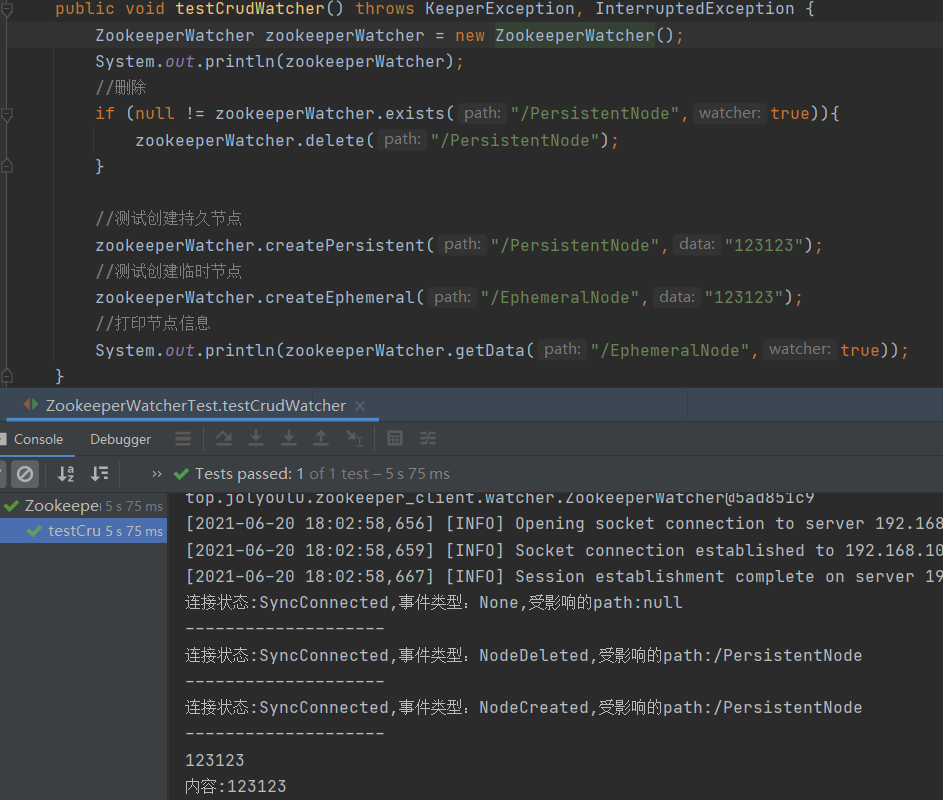 public void testCrudWatcher() throws KeeperException, InterruptedException {
ZookeeperWatcher zookeeperWatcher = new ZookeeperWatcher();
System.out.println(zookeeperWatcher);
//删除
if (null != zookeeperWatcher.exists( path: "/PersistentNode", watcher: true)){
zookeeperWatcher.delete( path: "/PersistentNode");
}
//测试创建持久节点
zookeeperWatcher.createPersistent( path: "/PersistentNode", data: "123123");
//测试创建临时节点
zookeeperWatcher.createEphemeral( path: "/EphemeralNode", data: "123123");
//打印节点信息
System.out.println(zookeeperWatcher.getData( path: "/EphemeralNode", watcher: true));
}
ZookeeperWatcherTest.testCrudWatcher ×
Console Debugger
» Tests passed: 1 of 1 test – 5 s 75 ms
Zookeeper 5 s 75 ms
testCru 5 s 75 ms
top.jolyoulu.zookeeper_client.Watcher.ZookeeperWatcher@5ad851c9
[2021-06-20 18:02:58,656] [INFO] Opening socket connection to server 192.168
[2021-06-20 18:02:58,659] [INFO] Socket connection established to 192.168.10
[2021-06-20 18:02:58,667] [INFO] Session establishment complete on server 19
连接状态:SyncConnected,事件类型：None,受影响的path:null
--------------------
连接状态:SyncConnected,事件类型：NodeDeleted,受影响的path:/PersistentNode
--------------------
连接状态:SyncConnected,事件类型：NodeCreated,受影响的path:/PersistentNode
--------------------
123123
内容:123123